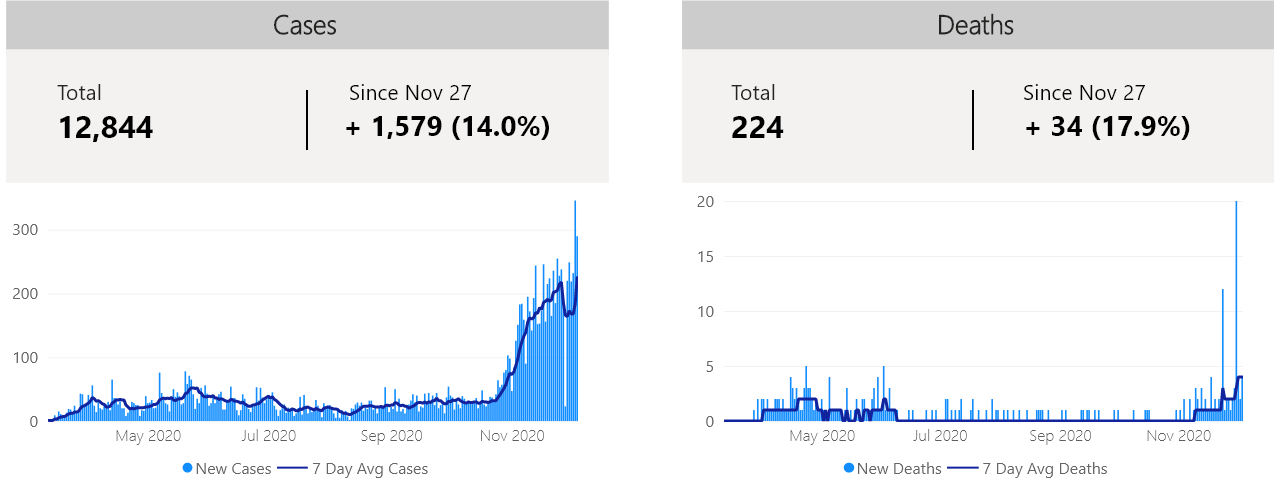 Cases
Total
12,844
Since Nov 27
+ 1,579 (14.0%)
300
200
100
0
May 2020 Jul 2020 Sep 2020 Nov 2020
New Cases 7 Day Avg Cases
Deaths
Total
224
Since Nov 27
+ 34 (17.9%)
20
15
10
5
0
May 2020 Jul 2020 Sep 2020 Nov 2020
New Deaths 7 Day Avg Deaths